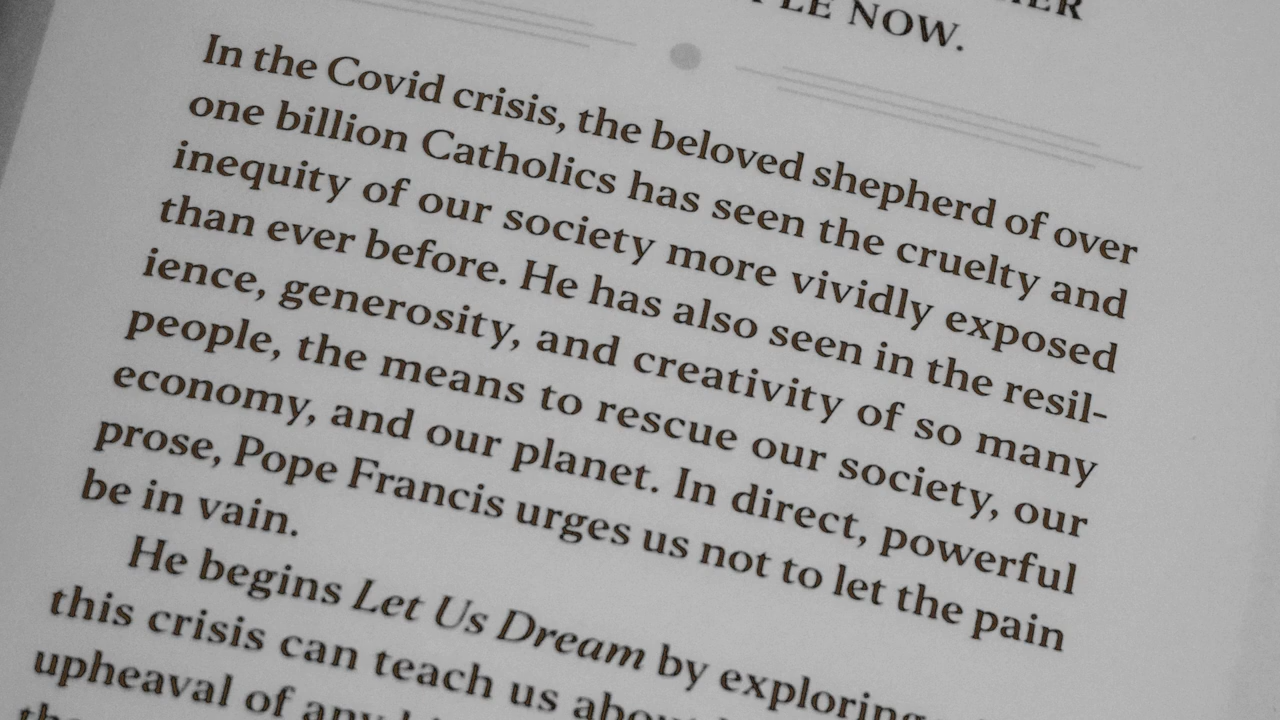 NOW.
In the Covid crisis, the beloved shepherd of over
one billion Catholics has seen the cruelty and
inequity of our society more vividly exposed
than ever before. He has also seen in the resil-
ience, generosity, and creativity of so many
people, the means to rescue our society, our
economy, and our planet. In direct, powerful
prose, Pope Francis urges us not to let the pain
be in vain.
He begins Let Us Dream by exploring
this crisis can teach us about
upheaval of any